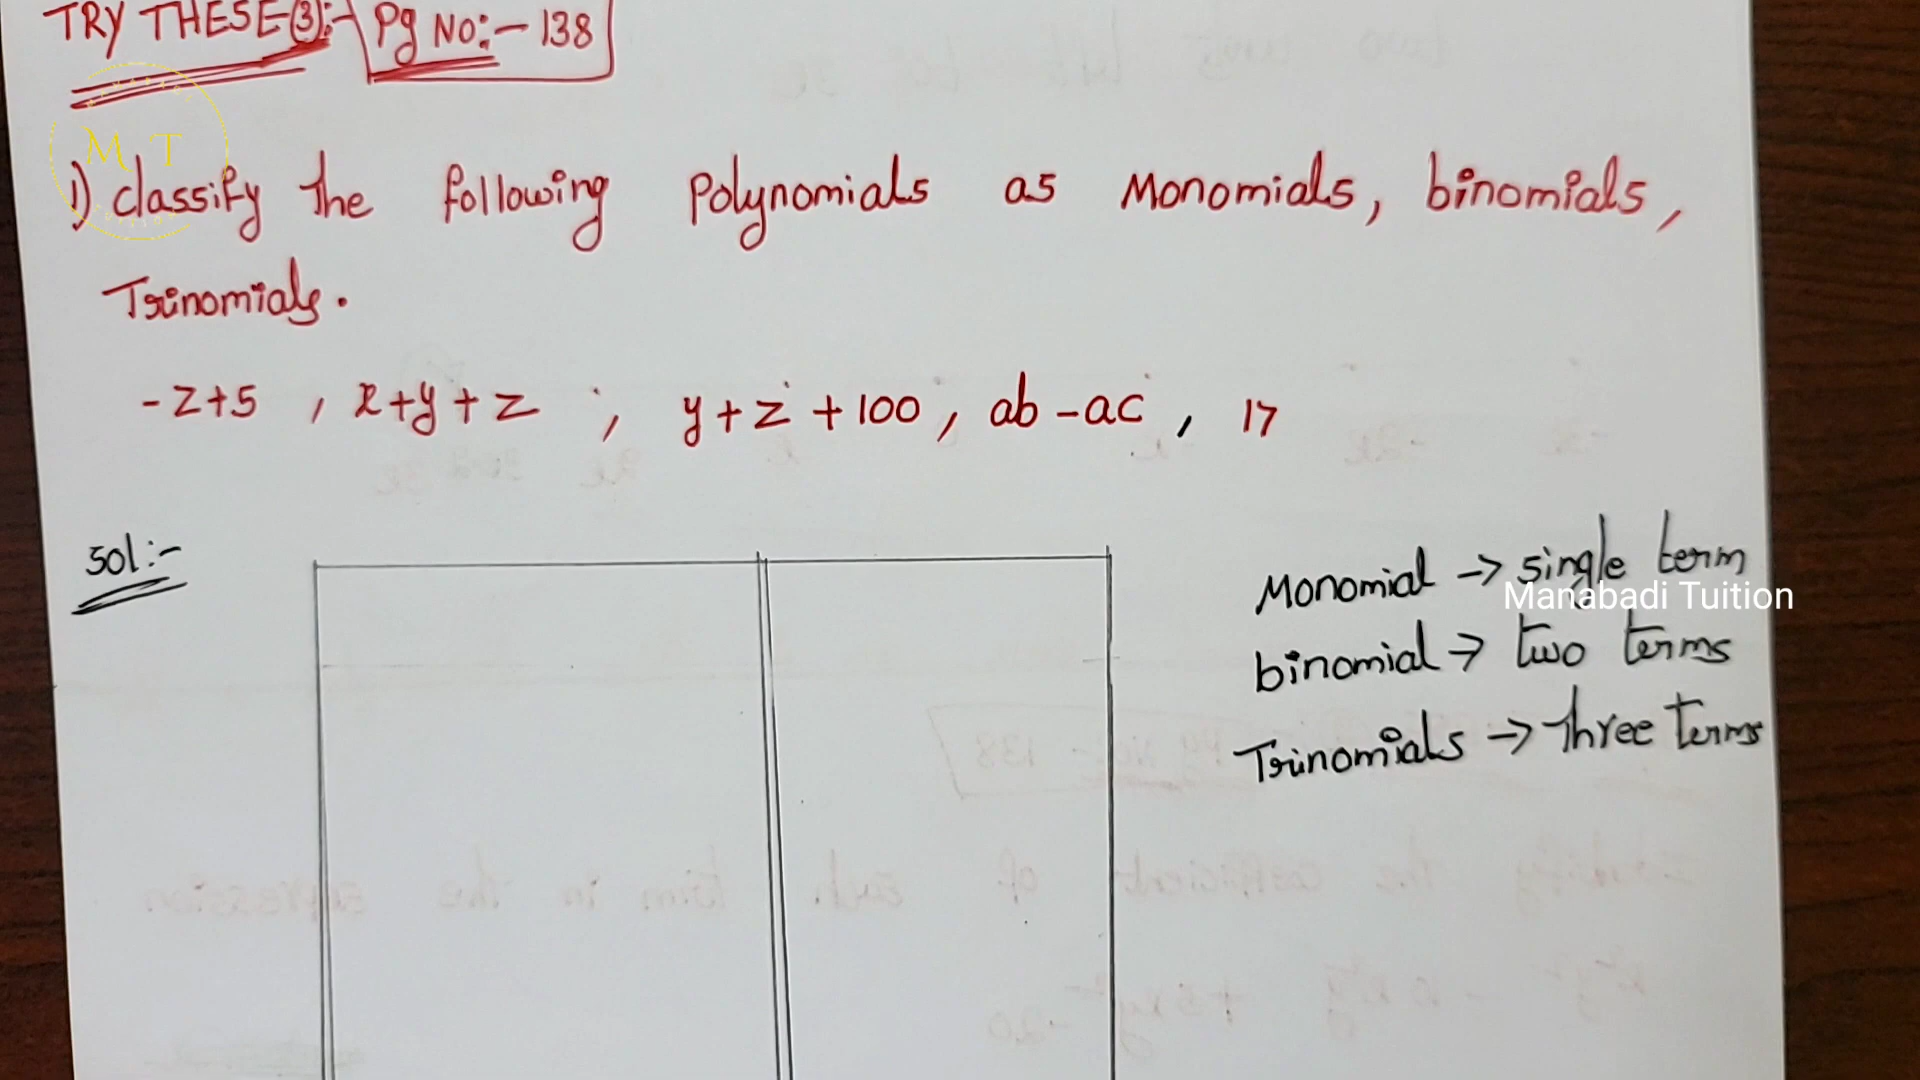 TRY THESE-(3):- Pg No:- 138
M T
1) classify the following Polynomials as Monomials, binomials,
Trinomials.
-z+5 , x+y+z , y+z+100 , ab-ac , 17
Sol:-
Monomial -> single term
Manabadi Tuition
binomial -> two terms
Trinomials -> three terms